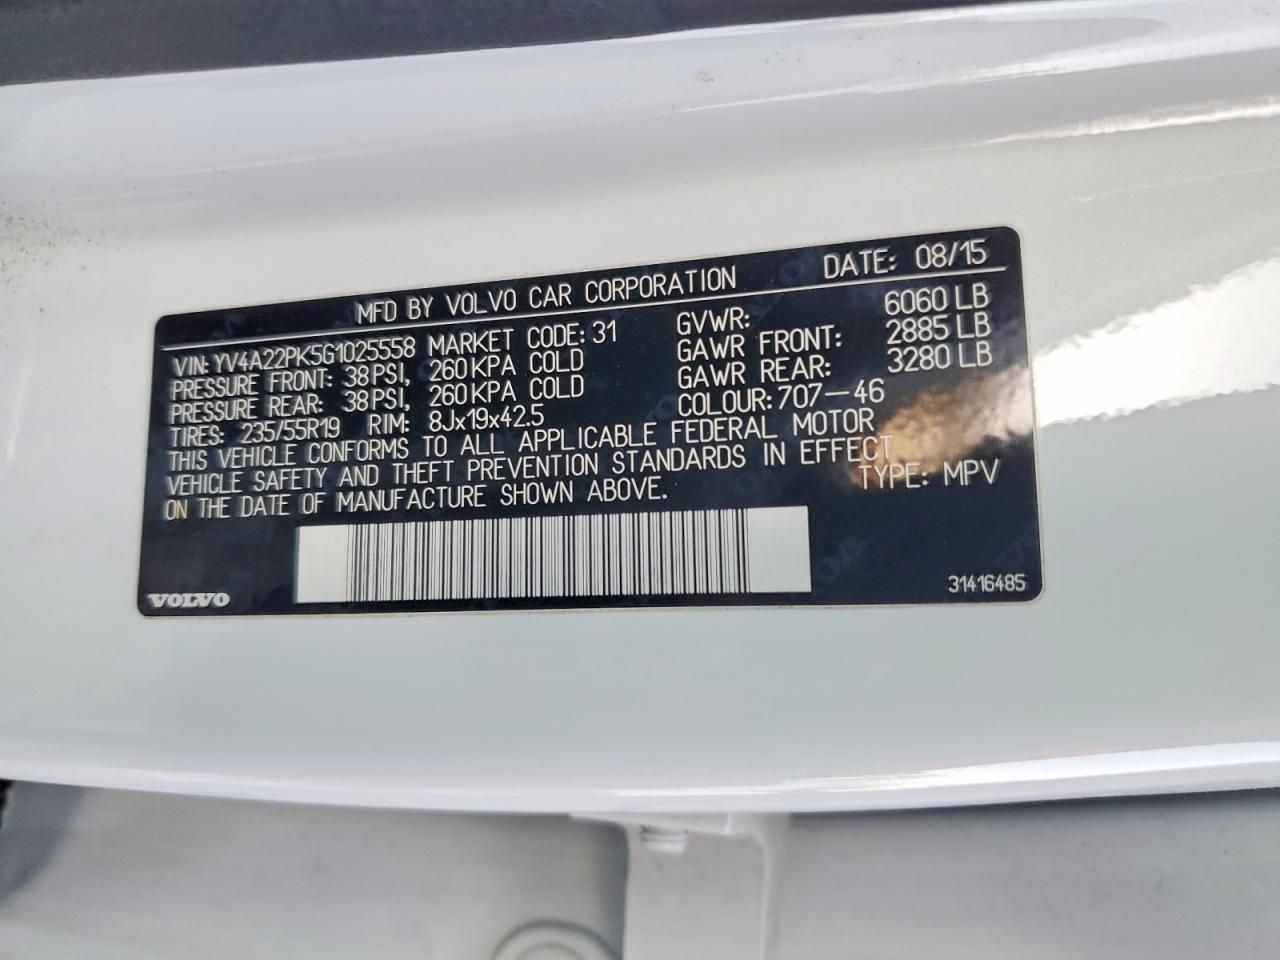 MFD BY VOLVO CAR CORPORATION DATE: 08/15
VIN: YV4A22PK5G1025558 MARKET CODE: 31 GVWR: 6060 LB
PRESSURE FRONT: 38 PSI, 260 KPA COLD GAWR FRONT: 2885 LB
PRESSURE REAR: 38 PSI, 260 KPA COLD GAWR REAR: 3280 LB
TIRES: 235/55R19 RIM: 8Jx19x42.5 COLOUR: 707-46
THIS VEHICLE CONFORMS TO ALL APPLICABLE FEDERAL MOTOR
VEHICLE SAFETY AND THEFT PREVENTION STANDARDS IN EFFECT
ON THE DATE OF MANUFACTURE SHOWN ABOVE. TYPE: MPV
VOLVO 31416485